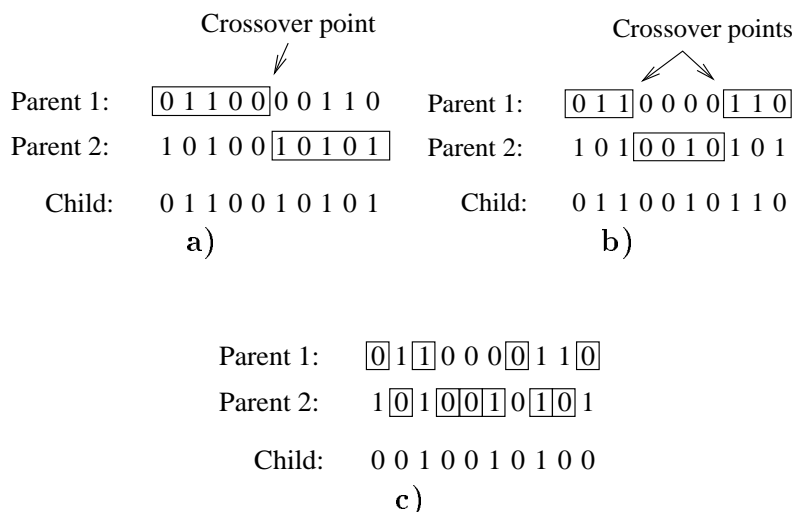 Crossover point
Parent 1: 0 1 1 0 0 0 0 1 1 0
Parent 2: 1 0 1 0 0 1 0 1 0 1
Child: 0 1 1 0 0 1 0 1 0 1
a)
Crossover points
Parent 1: 0 1 1 0 0 0 0 1 1 0
Parent 2: 1 0 1 0 0 1 0 1 0 1
Child: 0 1 1 0 0 1 0 1 1 0
b)
Parent 1: 0 1 1 0 0 0 0 1 1 0
Parent 2: 1 0 1 0 0 1 0 1 0 1
Child: 0 0 1 0 0 1 0 1 0 0
c)